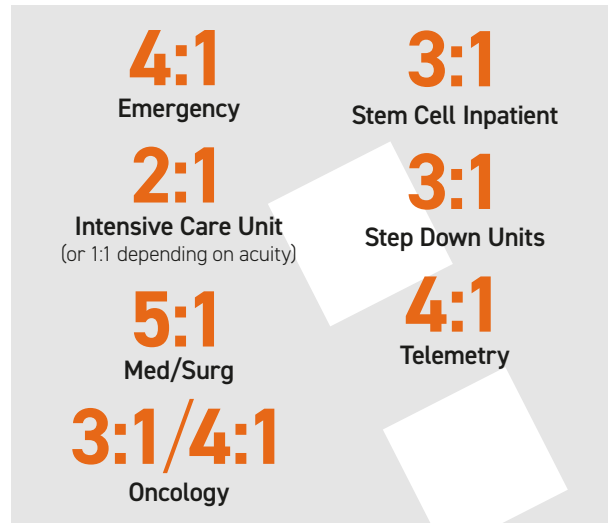 4:1
Emergency
2:1
Intensive Care Unit
(or 1:1 depending on acuity)
5:1
Med/Surg
3:1/4:1
Oncology
3:1
Stem Cell Inpatient
3:1
Step Down Units
4:1
Telemetry